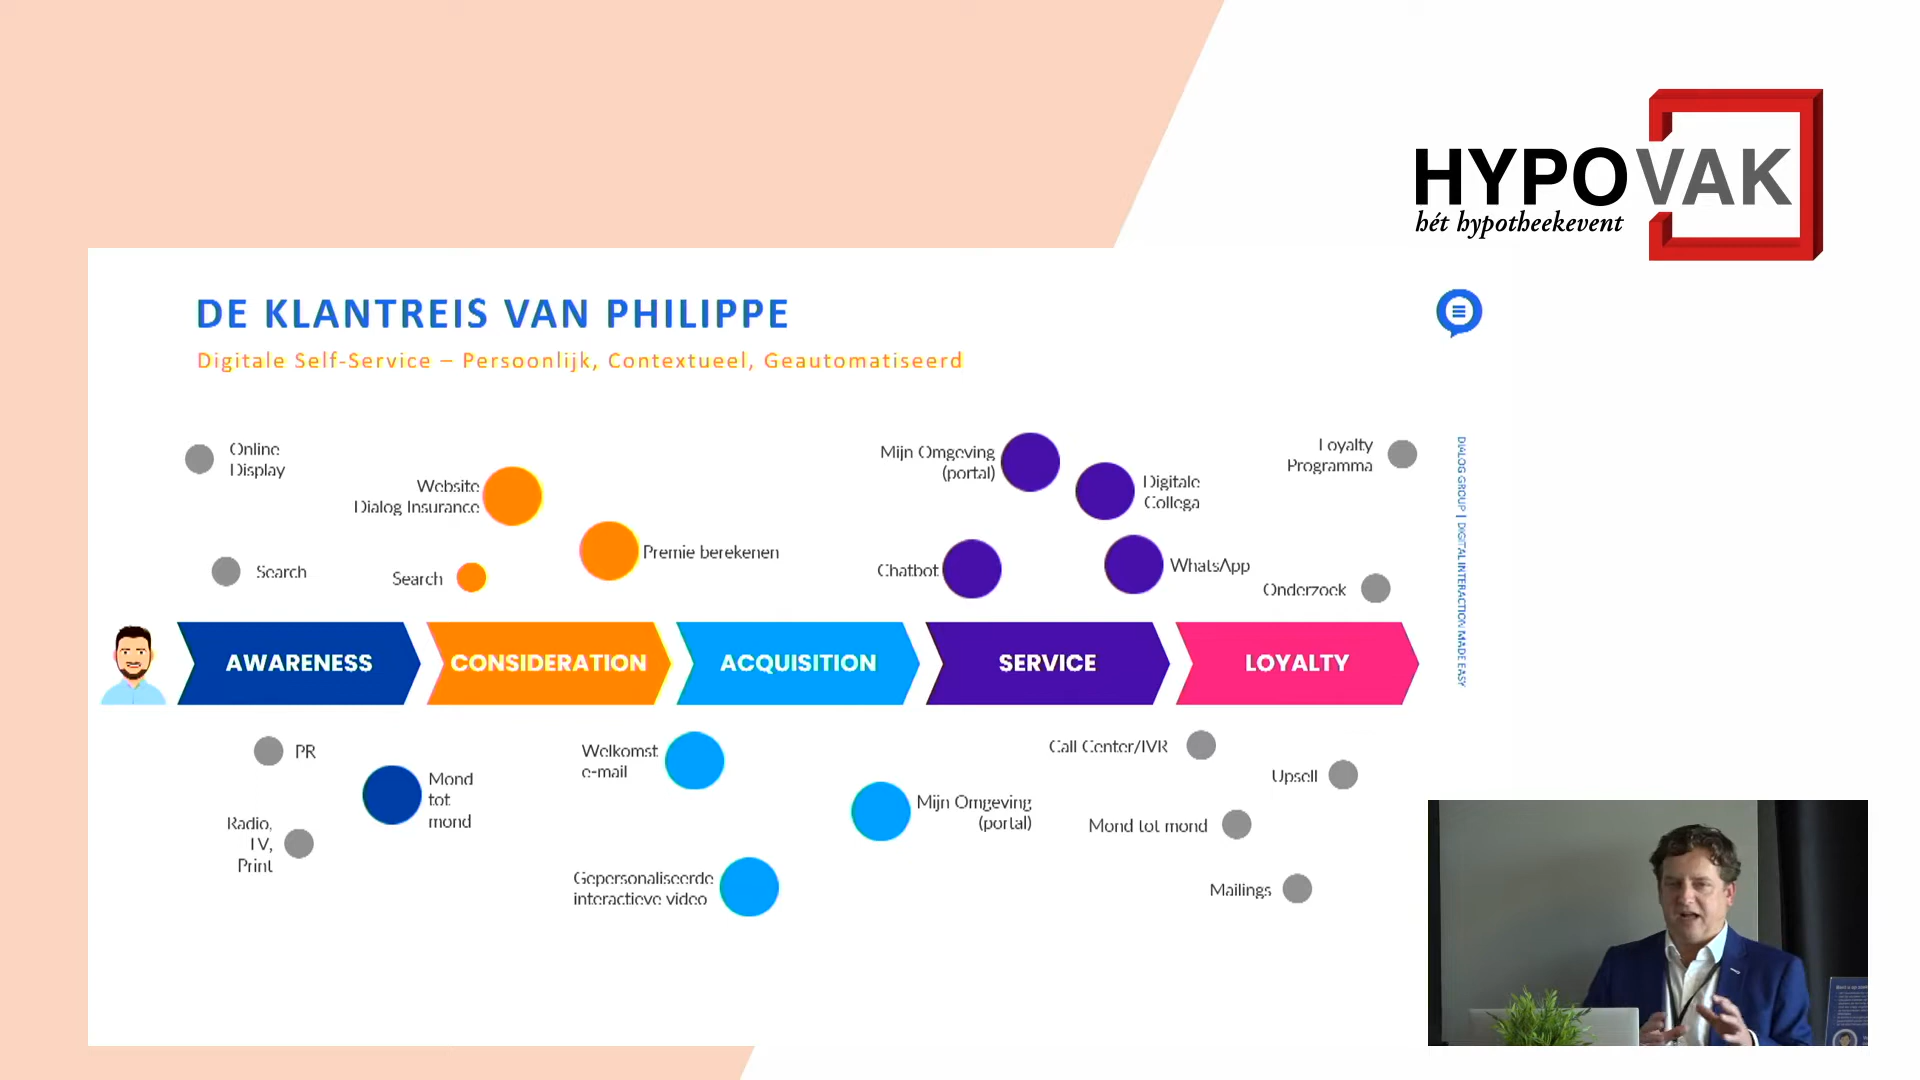 HYPOVAK
hét hypotheekevent
DE KLANTREIS VAN PHILIPPE
Digitale Self-Service – Persoonlijk, Contextueel, Geautomatiseerd
Online
Display
Website
Dialog Insurance
Search
Search
Premie berekenen
Mijn Omgeving
(portal)
Digitale
Collega
Chatbot
WhatsApp
Loyalty
Programma
Onderzoek
DIALOG GROUP | DIGITAL INTERACTION MADE EASY
AWARENESS
CONSIDERATION
ACQUISITION
SERVICE
LOYALTY
PR
Mond
tot
mond
Radio,
TV,
Print
Welkomst
e-mail
Mijn Omgeving
(portal)
Gepersonaliseerde
interactieve video
Call Center/IVR
Upsell
Mond tot mond
Mailings